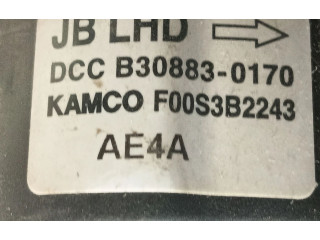 JB LHD
DCC B30883-0170
KAMCO F00S3B2243
AE4A